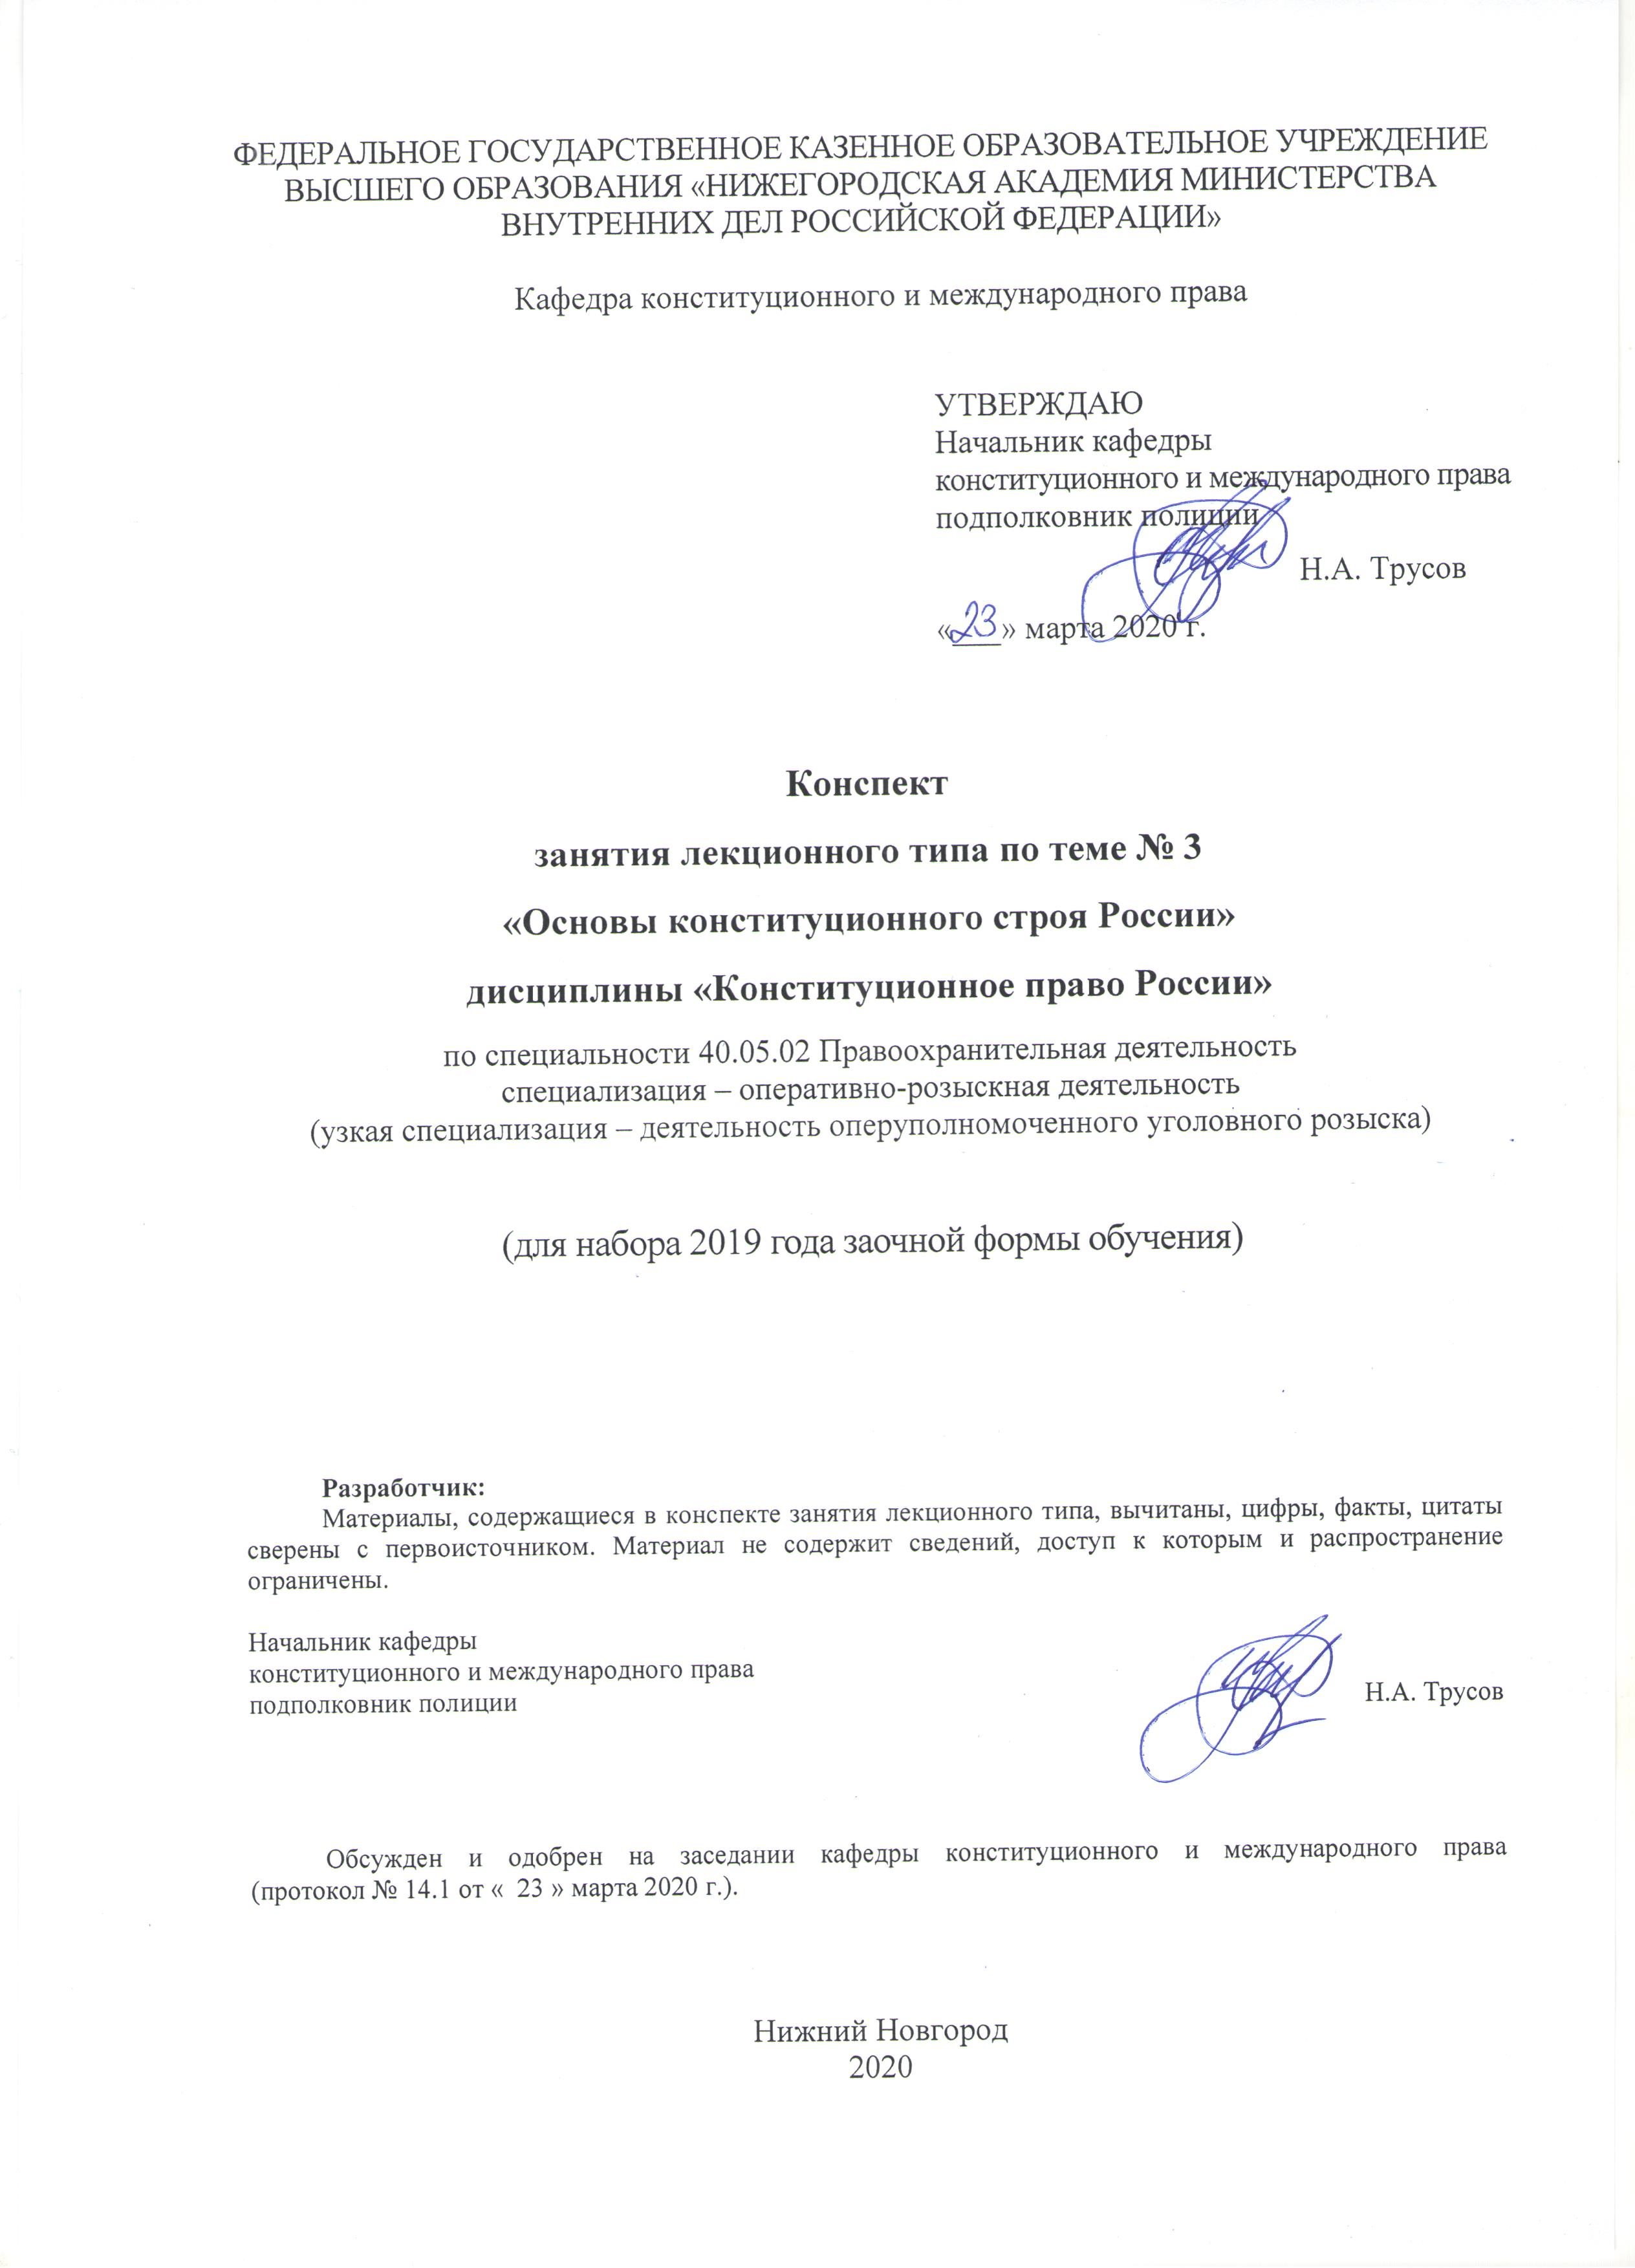 ФЕДЕРАЛЬНОЕ ГОСУДАРСТВЕННОЕ КАЗЕННОЕ ОБРАЗОВАТЕЛЬНОЕ УЧРЕЖДЕНИЕ
ВЫСШЕГО ОБРАЗОВАНИЯ «НИЖЕГОРОДСКАЯ АКАДЕМИЯ МИНИСТЕРСТВА
ВНУТРЕННИХ ДЕЛ РОССИЙСКОЙ ФЕДЕРАЦИИ»
Кафедра конституционного и международного права
УТВЕРЖДАЮ
Начальник кафедры
конституционного и международного права
подполковник полиции
Н.А. Трусов
«23» марта 2020 г.
Конспект
занятия лекционного типа по теме № 3
«Основы конституционного строя России»
дисциплины «Конституционное право России»
по специальности 40.05.02 Правоохранительная деятельность
специализация – оперативно-розыскная деятельность
(узкая специализация – деятельность оперуполномоченного уголовного розыска)
(для набора 2019 года заочной формы обучения)
Разработчик:
Материалы, содержащиеся в конспекте занятия лекционного типа, вычитаны, цифры, факты, цитаты
сверены с первоисточником. Материал не содержит сведений, доступ к которым и распространение
ограничены.
Начальник кафедры
конституционного и международного права
подполковник полиции
Н.А. Трусов
Обсужден и одобрен на заседании кафедры конституционного и международного права
(протокол № 14.1 от « 23 » марта 2020 г.).
Нижний Новгород
2020